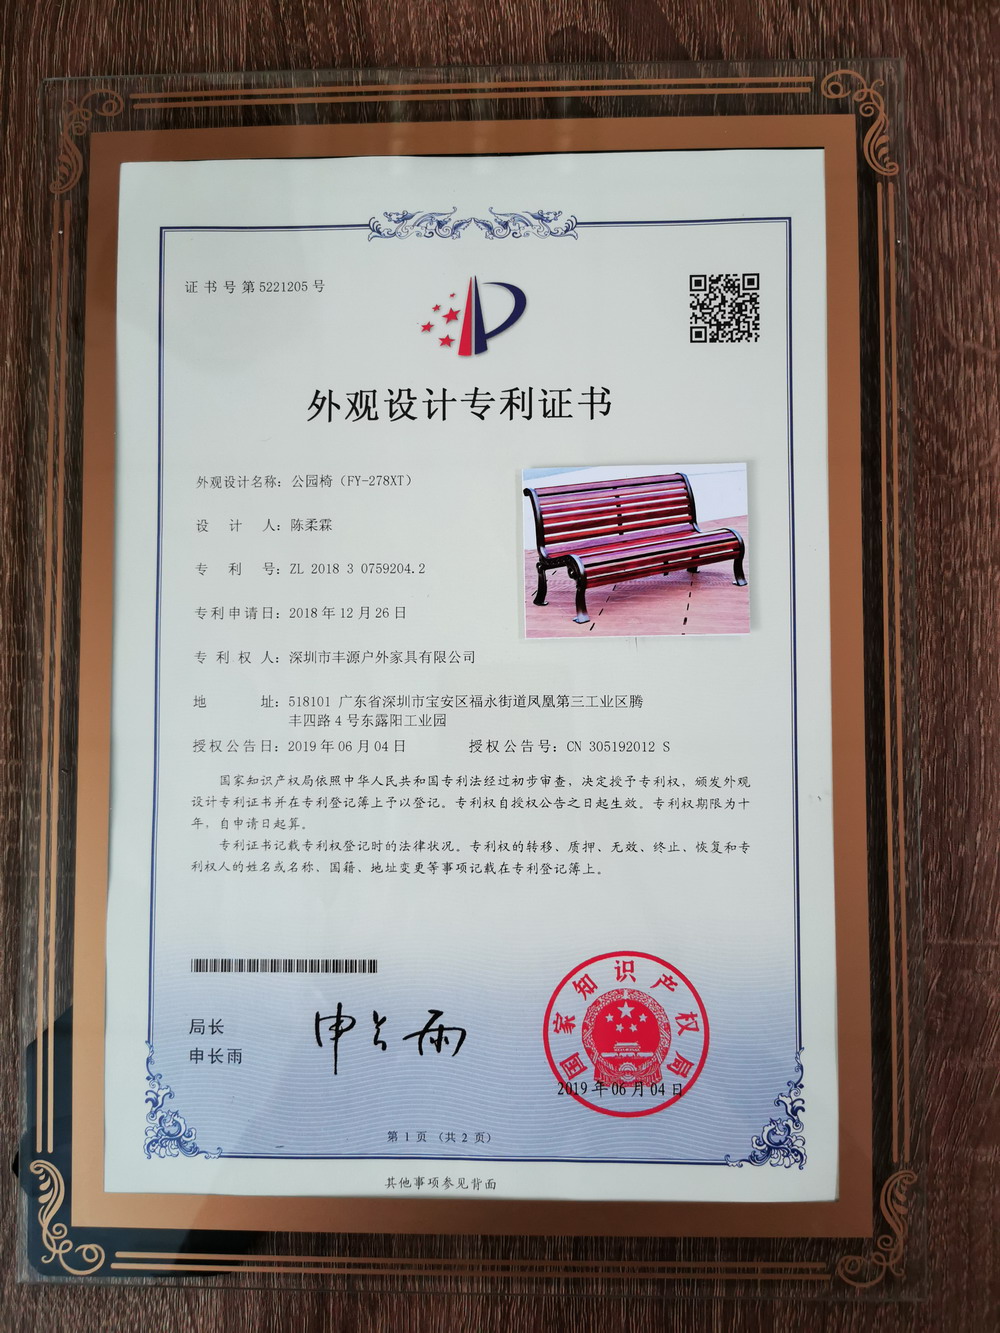 证书号第5221205号
外观设计专利证书
外观设计名称：公园椅（FY-278XT）
设计人：陈柔霖
专利号：ZL 2018 3 0759204.2
专利申请日：2018年12月26日
专利权人：深圳市丰源户外家具有限公司
地址：518101 广东省深圳市宝安区福永街道凤凰第三工业区腾
丰四路4号东露阳工业园
授权公告日：2019年06月04日 授权公告号：CN 305192012 S
国家知识产权局依照中华人民共和国专利法经过初步审查，决定授予专利权，颁发外观
设计专利证书并在专利登记簿上予以登记。专利权自授权公告之日起生效。专利权期限为十
年，自申请日起算。
专利证书记载专利权登记时的法律状况。专利权的转移、质押、无效、终止、恢复和专
利权人的姓名或名称、国籍、地址变更等事项记载在专利登记簿上。
局长
申长雨
申长雨
国家知识产权局
2019年06月04日
第1页（共2页）
其他事项参见背面